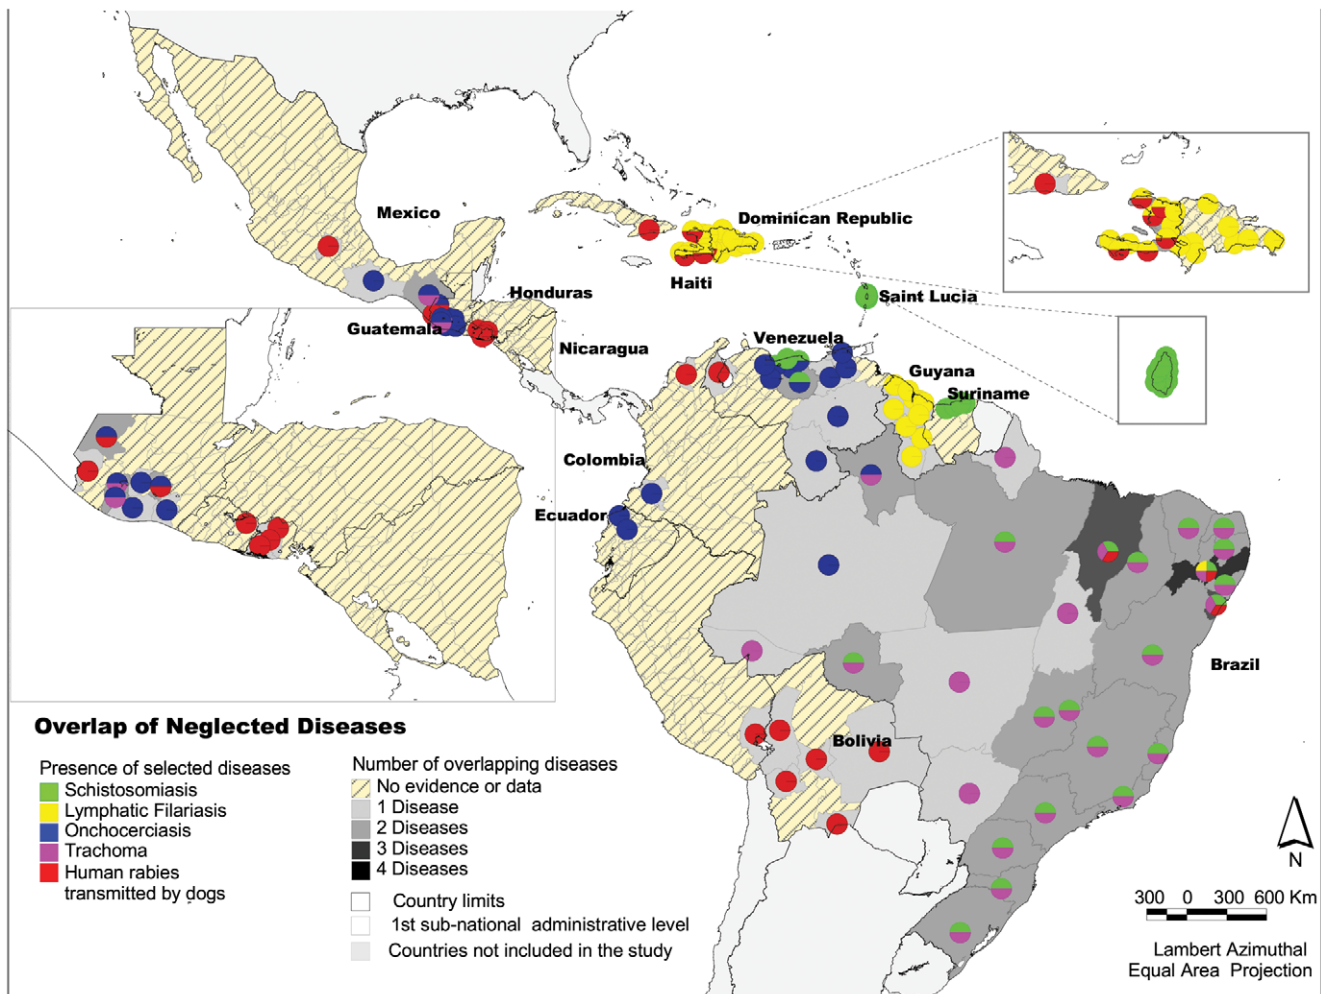 Mexico
Dominican Republic
Haiti
Honduras
Saint Lucia
Guatemala
Nicaragua
Venezuela
Guyana
Suriname
Colombia
Ecuador
Brazil
Bolivia
Overlap of Neglected Diseases
Presence of selected diseases
Schistosomiasis
Lymphatic Filariasis
Onchocerciasis
Trachoma
Human rabies
transmitted by dogs
Number of overlapping diseases
No evidence or data
1 Disease
2 Diseases
3 Diseases
4 Diseases
Country limits
1st sub-national administrative level
Countries not included in the study
N
300 0 300 600 Km
Lambert Azimuthal
Equal Area Projection